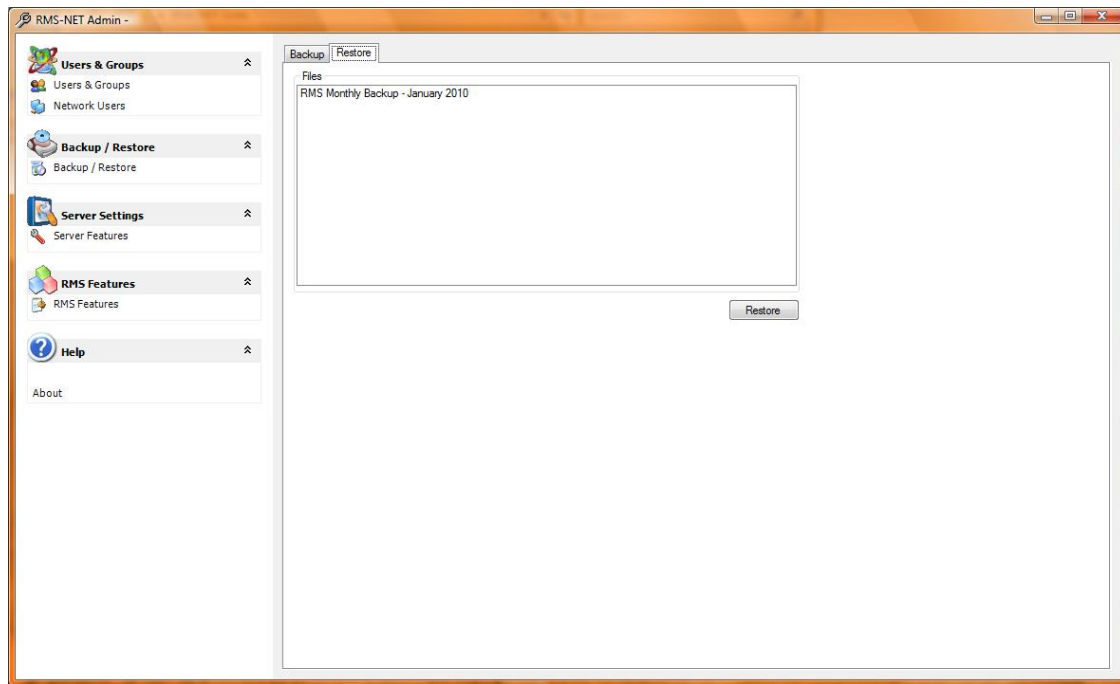 RMS-NET Admin -
Users & Groups
Users & Groups
Network Users
Backup / Restore
Backup / Restore
Server Settings
Server Features
RMS Features
RMS Features
Help
About
Backup
Restore
Files
RMS Monthly Backup - January 2010
Restore